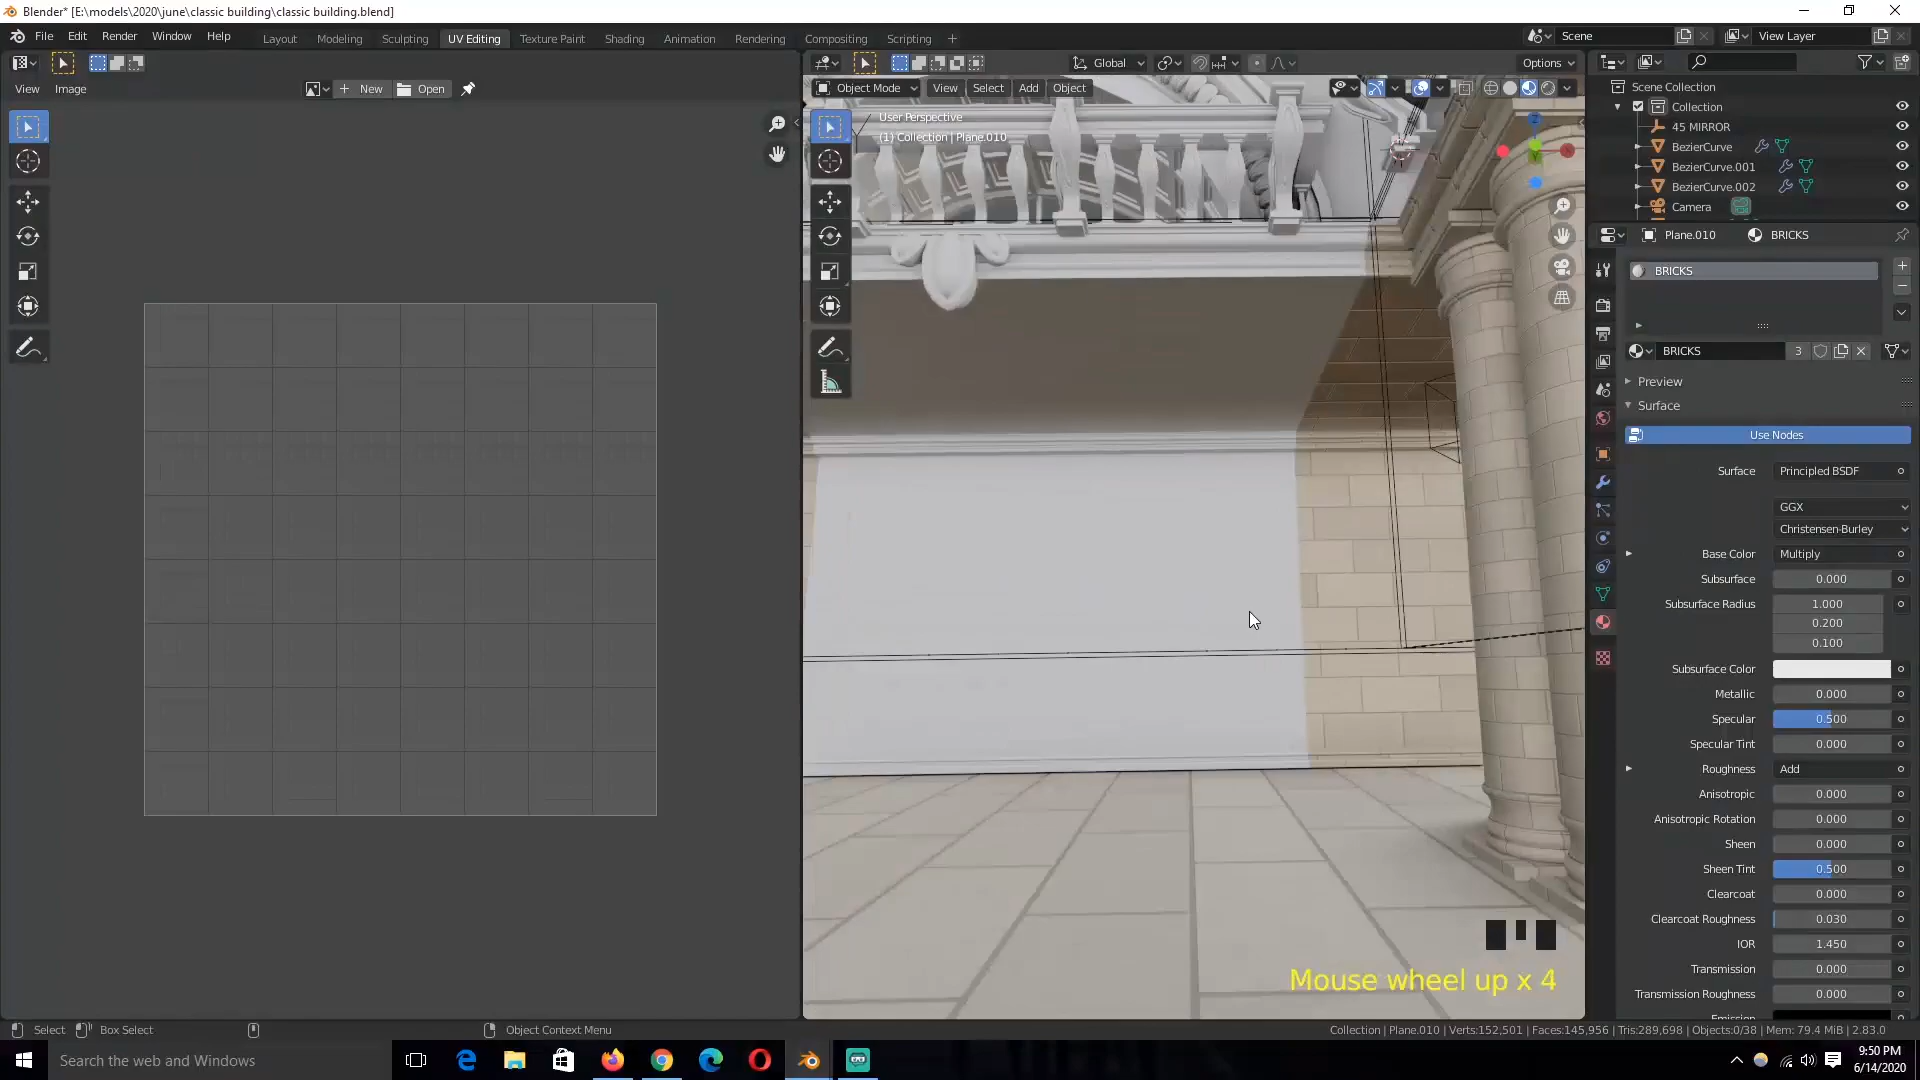 Blender* [E:\models\2020\june\classic building\classic building.blend]
File Edit Render Window Help
Layout Modeling Sculpting UV Editing Texture Paint Shading Animation Rendering Compositing Scripting +
Scene
View Layer
Global
Options
View Image
New
Open
Object Mode View Select Add Object
User Perspective
(1) Collection | Plane.010
Scene Collection
Collection
45 MIRROR
BezierCurve
BezierCurve.001
BezierCurve.002
Camera
Plane.010 BRICKS
BRICKS
BRICKS 3
Preview
Surface
Use Nodes
Surface Principled BSDF
GGX
Christensen-Burley
Base Color Multiply
Subsurface 0.000
Subsurface Radius 1.000
0.200
0.100
Subsurface Color
Metallic 0.000
Specular 0.500
Specular Tint 0.000
Roughness Add
Anisotropic 0.000
Anisotropic Rotation 0.000
Sheen 0.000
Sheen Tint 0.500
Clearcoat 0.000
Clearcoat Roughness 0.030
IOR 1.450
Transmission 0.000
Transmission Roughness 0.000
Emission
Mouse wheel up x 4
Select Box Select Object Context Menu
Collection | Plane.010 | Verts:152,501 | Faces:145,956 | Tris:289,698 | Objects:0/38 | Mem: 79.4 MiB | 2.83.0
Search the web and Windows
9:50 PM
6/14/2020